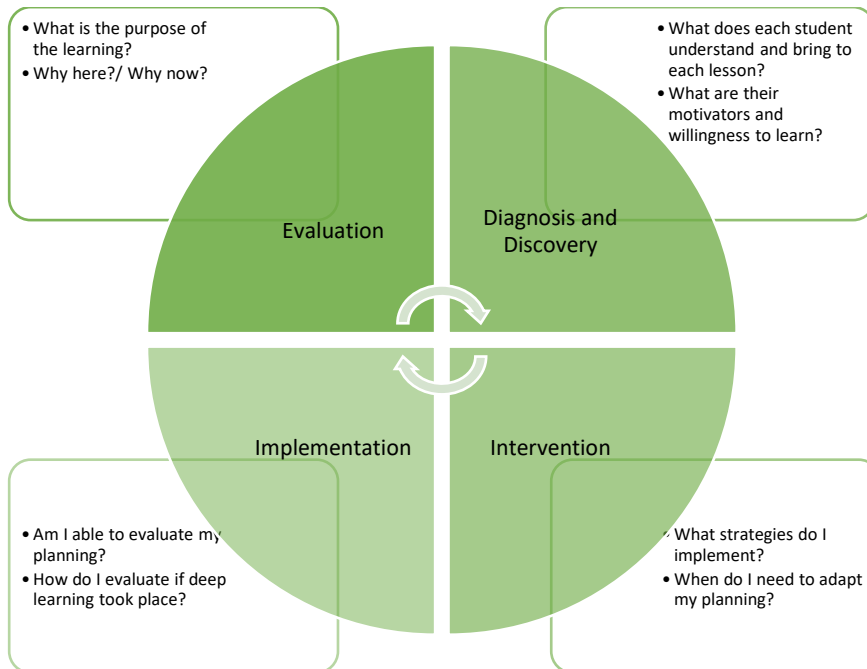 • What is the purpose of
the learning?
• Why here?/ Why now?
• What does each student
understand and bring to
each lesson?
• What are their
motivators and
willingness to learn?
Evaluation
Diagnosis and
Discovery
Implementation
Intervention
• Am I able to evaluate my
planning?
• How do I evaluate if deep
learning took place?
• What strategies do I
implement?
• When do I need to adapt
my planning?